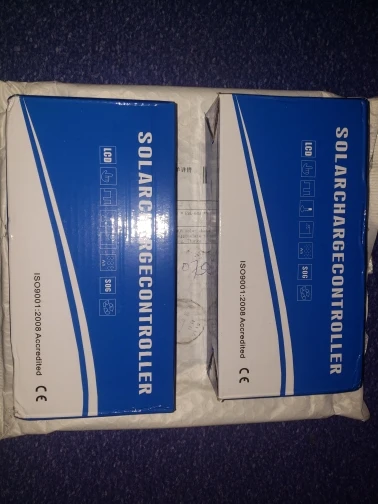 SOLARCHARGECONTROLLER
LCD
SOC
ISO9001:2008 Accredited
CE
SOLARCHARGECONTROLLER
LCD
SOC
ISO9001:2008 Accredited
CE